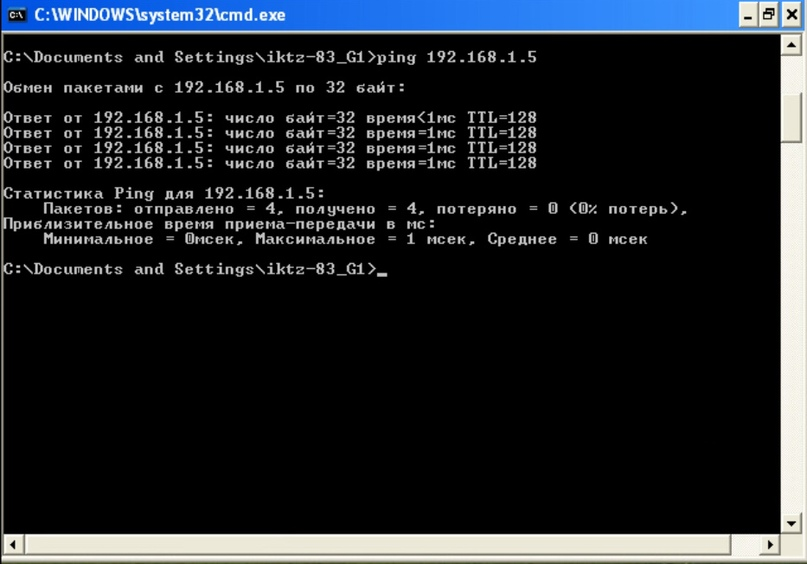 C:\WINDOWS\system32\cmd.exe
C:\Documents and Settings\iktz-83_G1>ping 192.168.1.5
Обмен пакетами с 192.168.1.5 по 32 байт:
Ответ от 192.168.1.5: число байт=32 время<1мс TTL=128
Ответ от 192.168.1.5: число байт=32 время=1мс TTL=128
Ответ от 192.168.1.5: число байт=32 время=1мс TTL=128
Ответ от 192.168.1.5: число байт=32 время=1мс TTL=128
Статистика Ping для 192.168.1.5:
    Пакетов: отправлено = 4, получено = 4, потеряно = 0 (0% потерь),
Приблизительное время приема-передачи в мс:
    Минимальное = 0мсек, Максимальное = 1 мсек, Среднее = 0 мсек
C:\Documents and Settings\iktz-83_G1>_